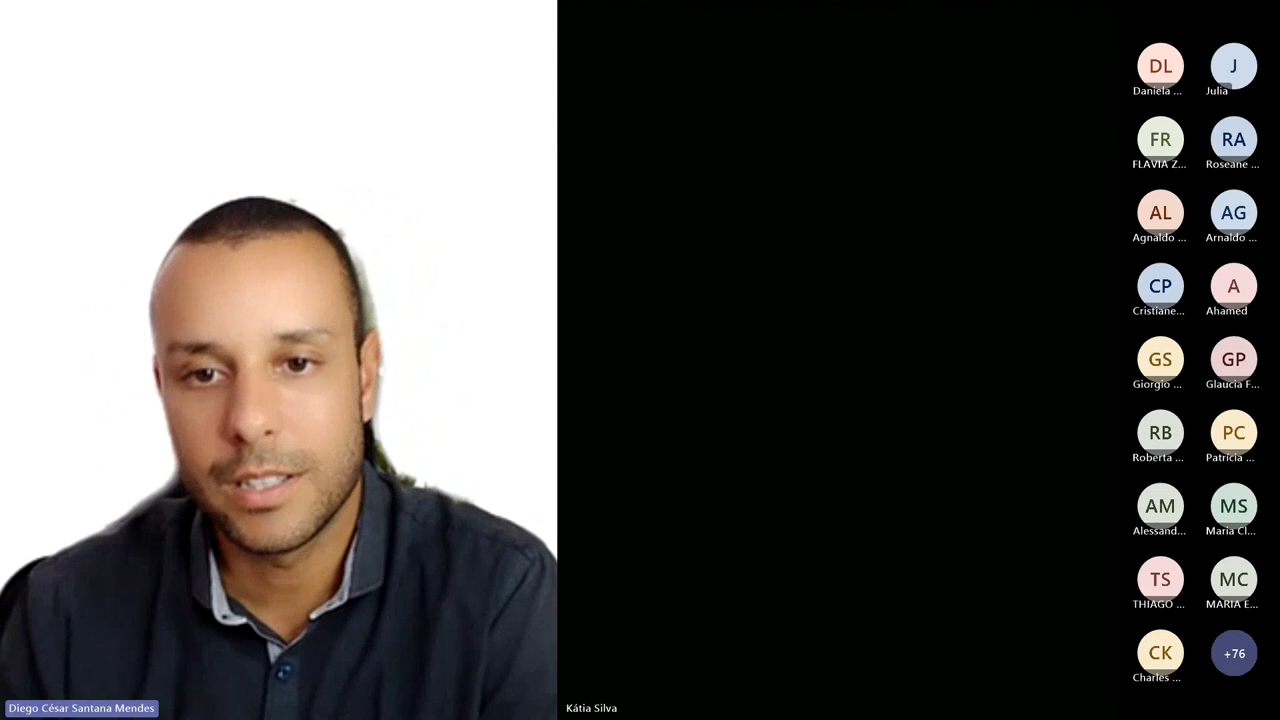 DL
J
Daniela ...
Julia
FR
RA
FLAVIA Z...
Roseane ...
AL
AG
Agnaldo ...
Arnaldo ...
CP
A
Cristiane...
Ahamed
GS
GP
Giorgio ...
Glaucia F...
RB
PC
Roberta ...
Patricia ...
AM
MS
Alessand...
Maria Cl...
TS
MC
THIAGO ...
MARIA E...
CK
+76
Charles ...
Diego César Santana Mendes
Kátia Silva